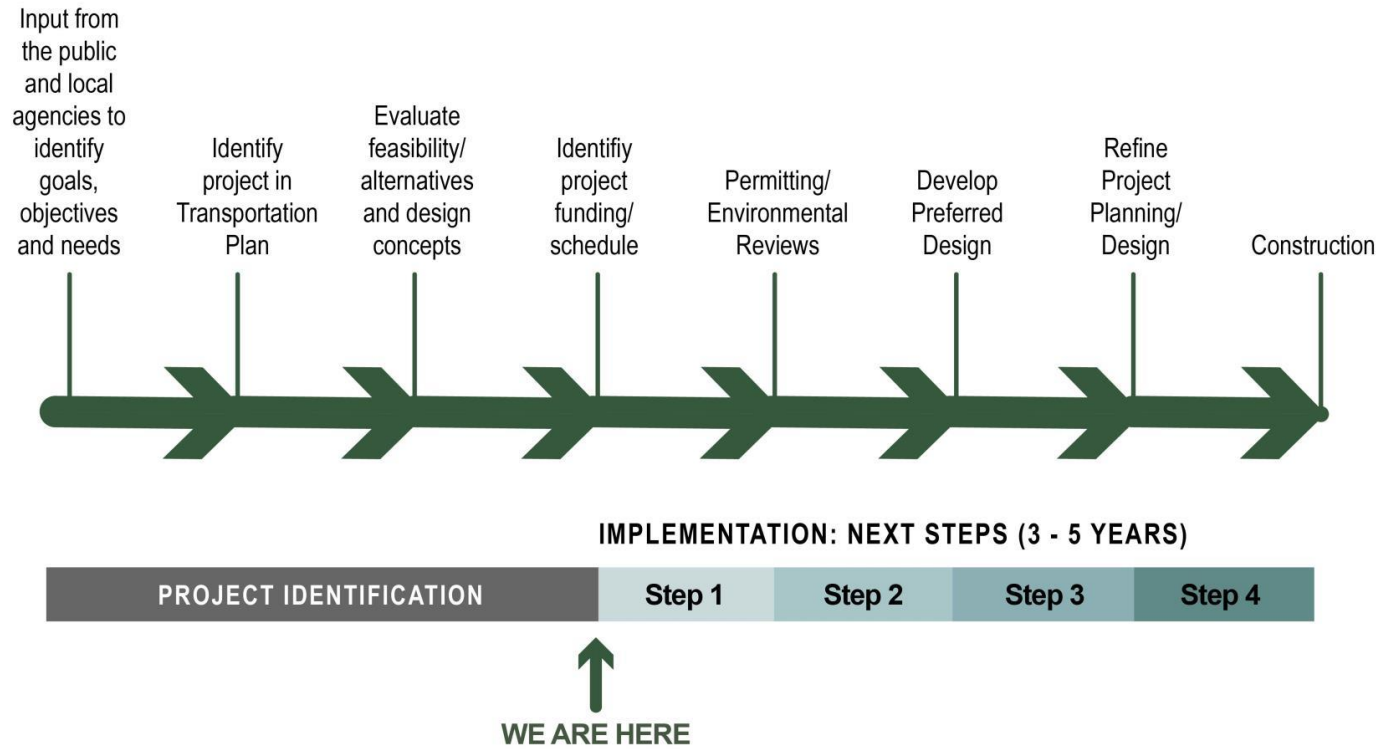 Input from
the public
and local
agencies to
identify
goals,
objectives
and needs
Identify
project in
Transportation
Plan
Evaluate
feasibility/
alternatives
and design
concepts
Identifiy
project
funding/
schedule
Permitting/
Environmental
Reviews
Develop
Preferred
Design
Refine
Project
Planning/
Design
Construction
IMPLEMENTATION: NEXT STEPS (3 - 5 YEARS)
PROJECT IDENTIFICATION
Step 1
Step 2
Step 3
Step 4
WE ARE HERE